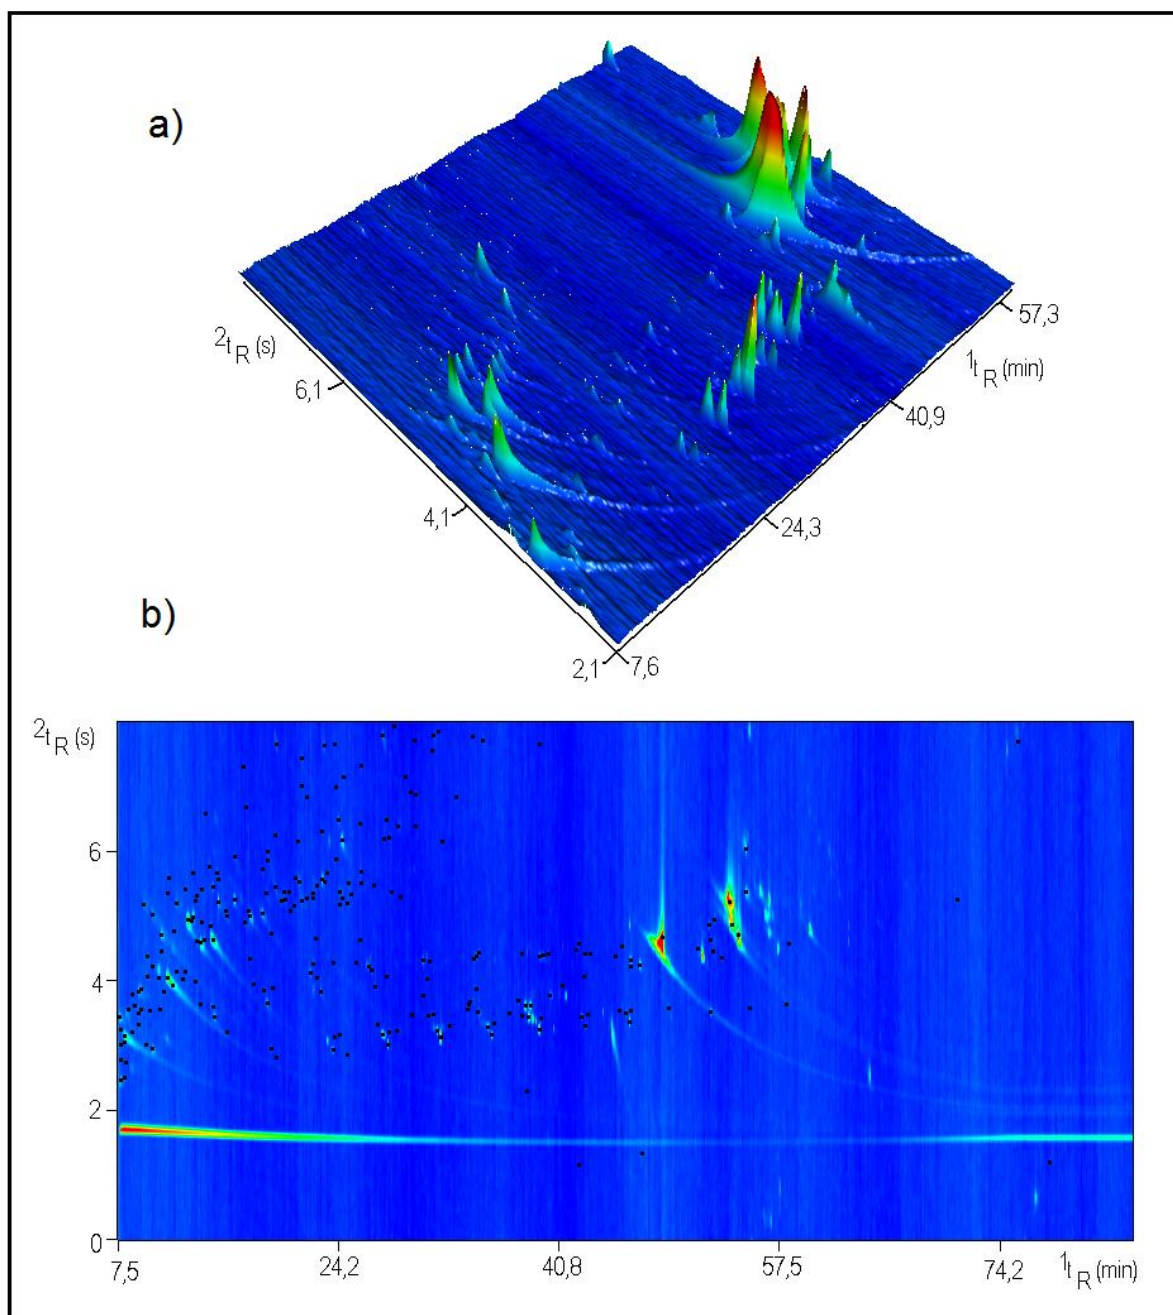 a)
²tR (s)
6,1
4,1
2,1
7,6
24,3
40,9
57,3
¹tR (min)
b)
²tR (s)
6
4
2
0
7,5
24,2
40,8
57,5
74,2
¹tR (min)